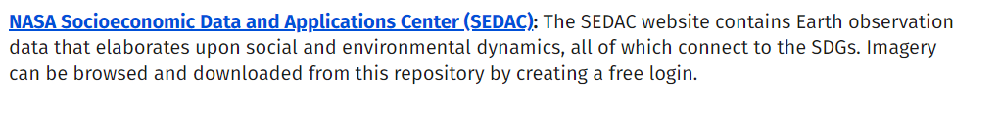 NASA Socioeconomic Data and Applications Center (SEDAC): The SEDAC website contains Earth observation
data that elaborates upon social and environmental dynamics, all of which connect to the SDGs. Imagery
can be browsed and downloaded from this repository by creating a free login.